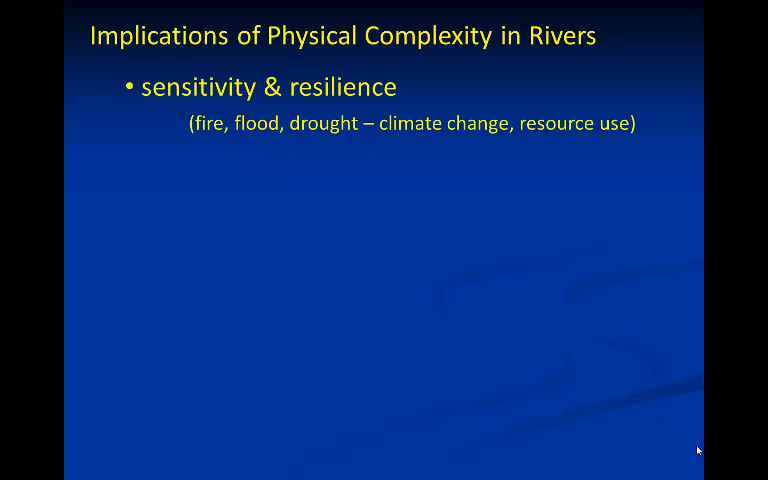 Implications of Physical Complexity in Rivers
• sensitivity & resilience
(fire, flood, drought – climate change, resource use)